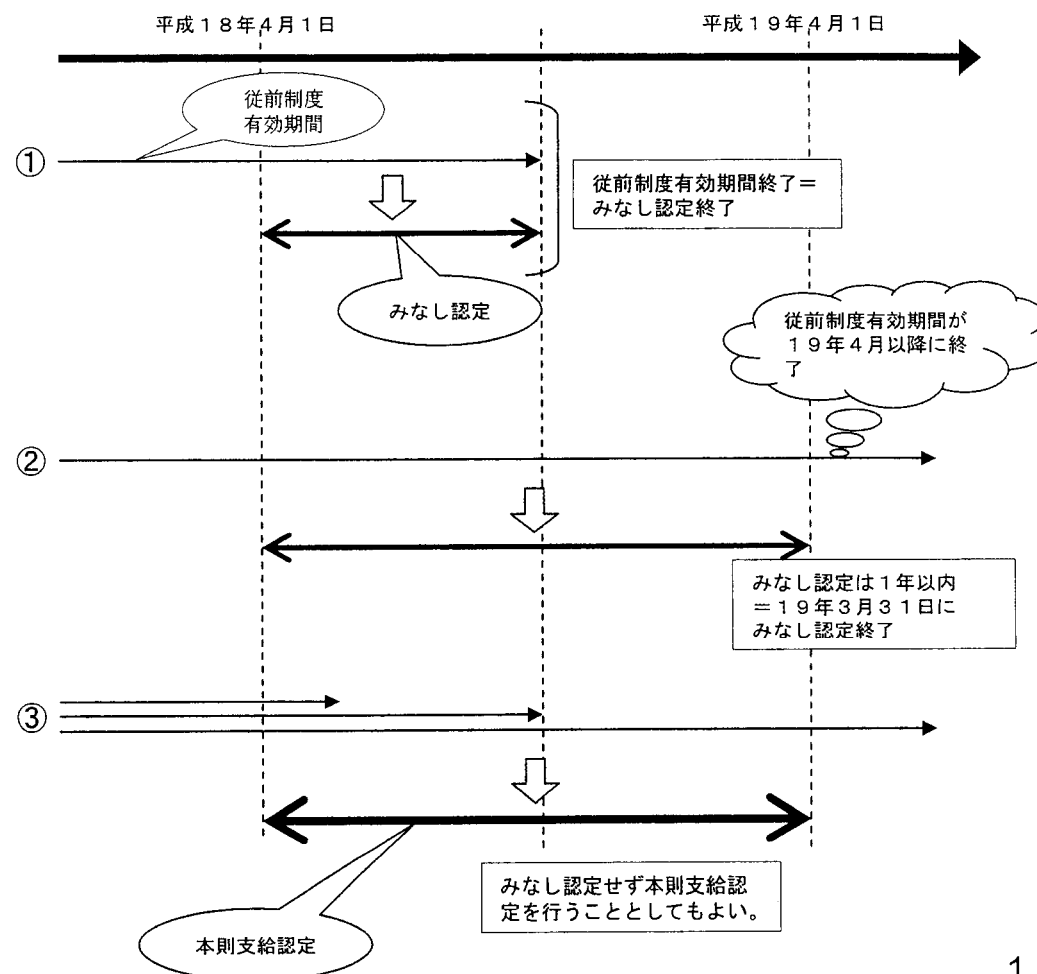 平成１８年４月１日
平成１９年４月１日
従前制度
有効期間
①
従前制度有効期間終了＝
みなし認定終了
みなし認定
従前制度有効期間が
１９年４月以降に終
了
②
みなし認定は１年以内
＝１９年３月３１日に
みなし認定終了
③
みなし認定せず本則支給認
定を行うこととしてもよい。
本則支給認定
1